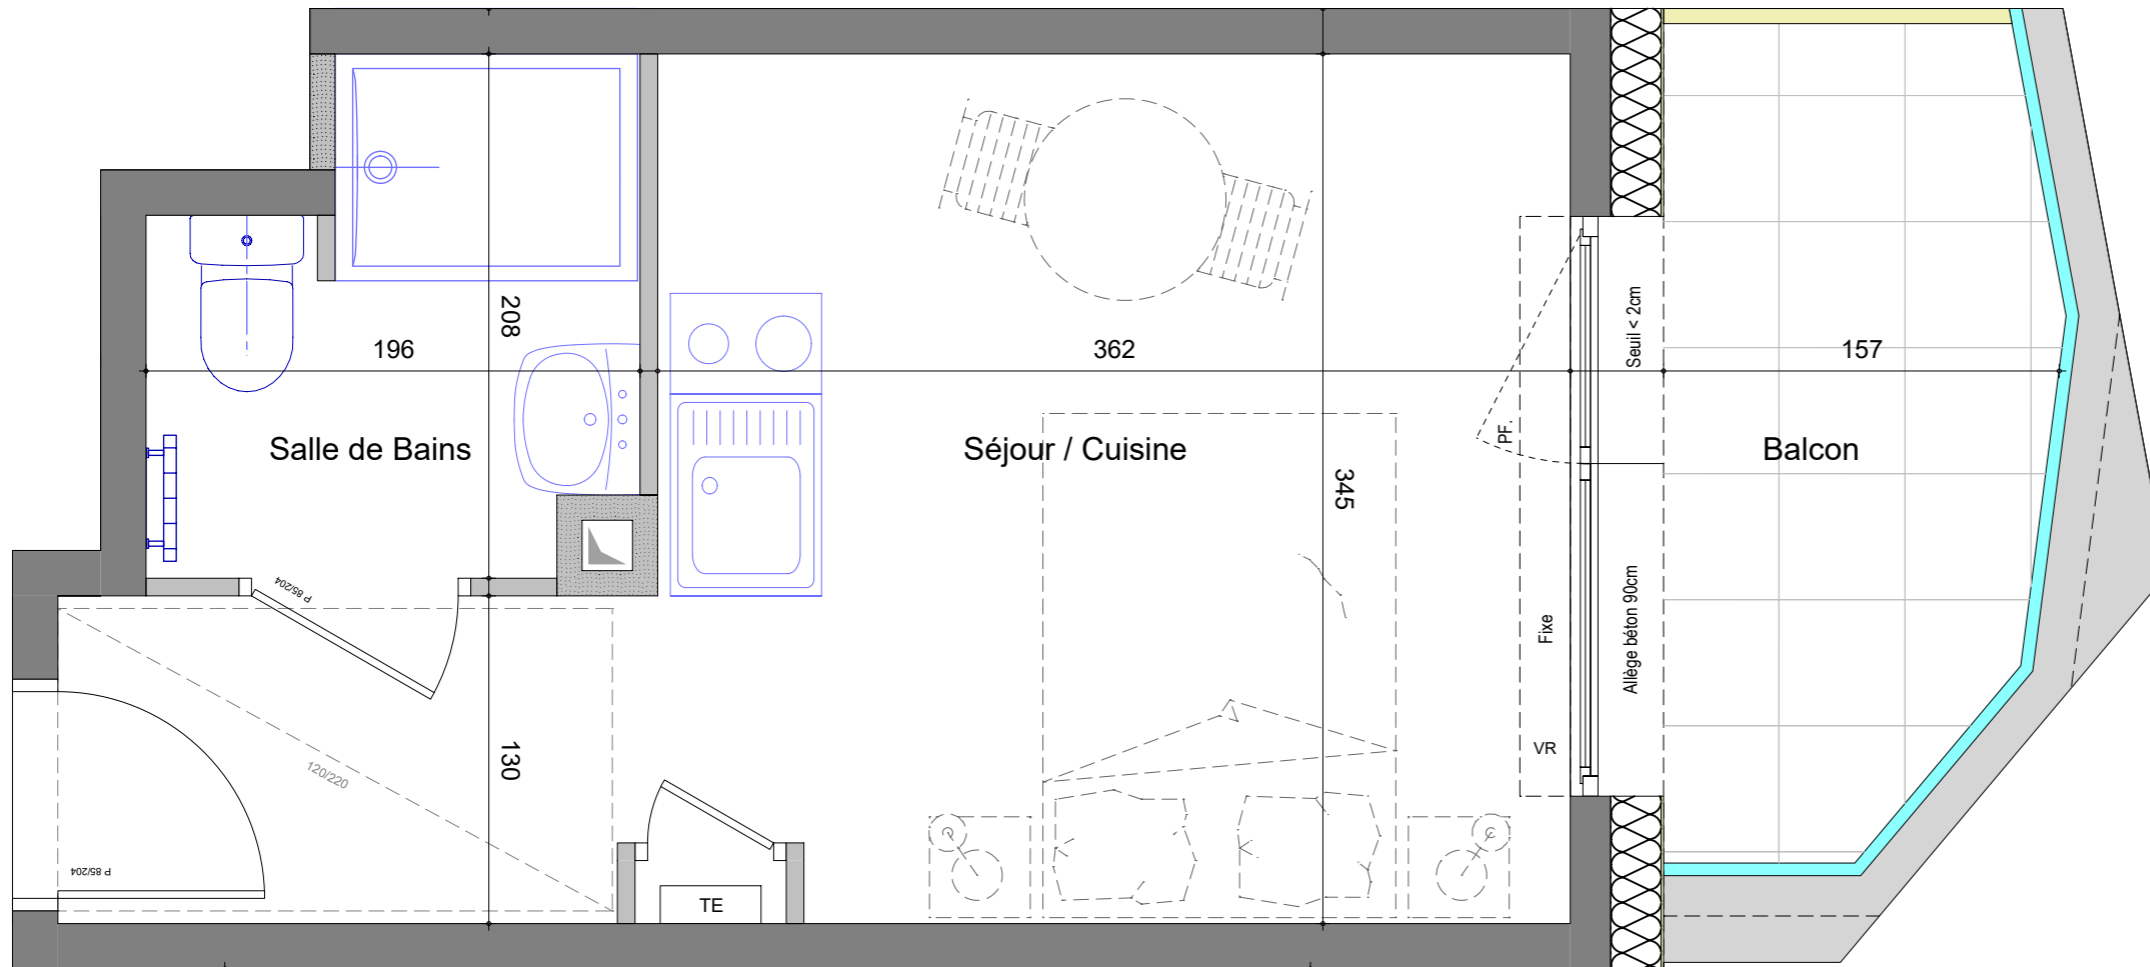 208
196
362
157
Seuil < 2cm
PF.
Salle de Bains
Séjour / Cuisine
Balcon
345
P 85/204
Fixe
Allège béton 90cm
130
120/220
VR
P 85/204
TE